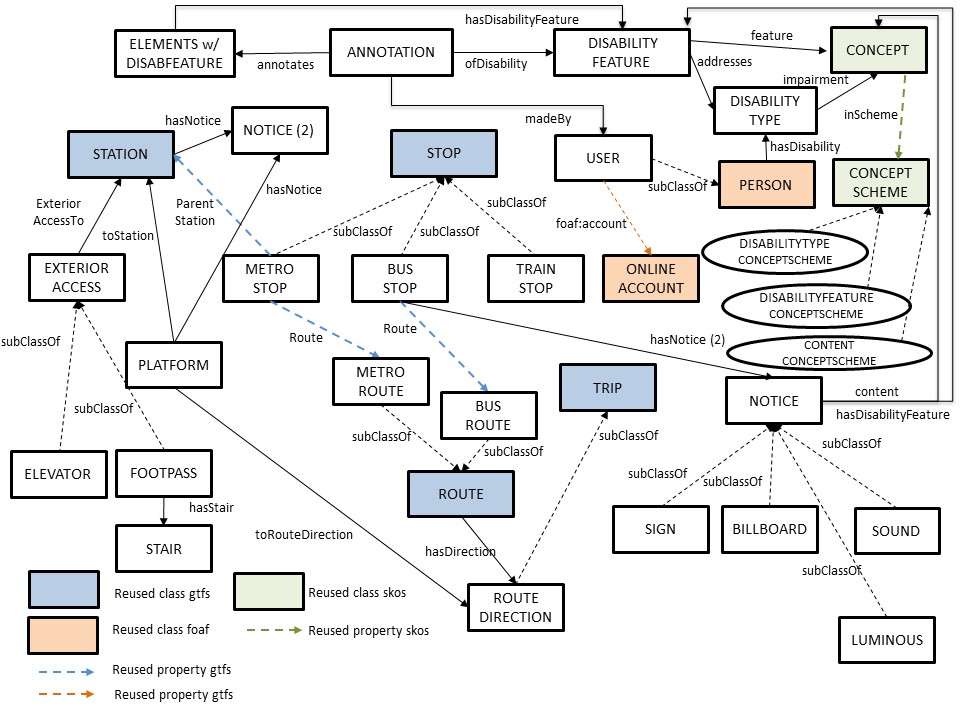 hasDisabilityFeature
ELEMENTS w/
DISABFEATURE
annotates
ANNOTATION
ofDisability
DISABILITY
FEATURE
feature
addresses
CONCEPT
impairment
DISABILITY
TYPE
inScheme
hasNotice
NOTICE (2)
madeBy
hasDisability
STATION
STOP
USER
subClassOf
PERSON
CONCEPT
SCHEME
hasNotice
Exterior
AccessTo
Parent
Station
toStation
subClassOf
subClassOf
subClassOf
foaf:account
DISABILITYTYPE
CONCEPTSCHEME
EXTERIOR
ACCESS
METRO
STOP
BUS
STOP
TRAIN
STOP
ONLINE
ACCOUNT
DISABILITYFEATURE
CONCEPTSCHEME
subClassOf
Route
Route
hasNotice (2)
CONTENT
CONCEPTSCHEME
PLATFORM
METRO
ROUTE
TRIP
NOTICE
content
hasDisabilityFeature
subClassOf
BUS
ROUTE
subClassOf
subClassOf
subClassOf
subClassOf
ELEVATOR
FOOTPASS
subClassOf
subClassOf
ROUTE
hasStair
SIGN
BILLBOARD
SOUND
STAIR
toRouteDirection
hasDirection
subClassOf
Reused class gtfs
Reused class skos
ROUTE
DIRECTION
Reused class foaf
Reused property skos
LUMINOUS
Reused property gtfs
Reused property gtfs